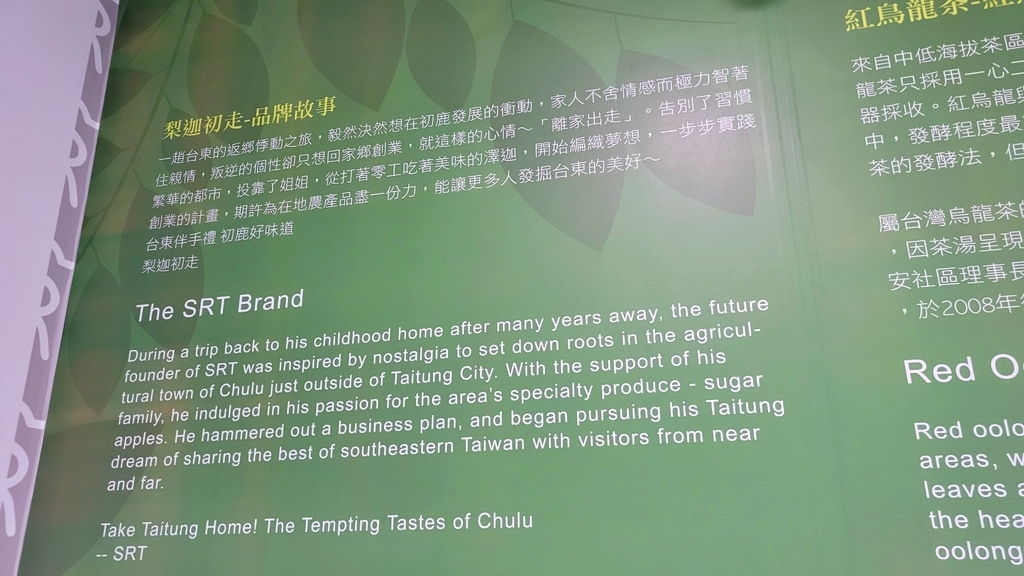 梨迦初走-品牌故事
一趟台東的返鄉悸動之旅，毅然決然想在初鹿發展的衝動，家人不舍情感而極力智著
住親情，叛逆的個性卻只想回家鄉創業，就這樣的心情～「離家出走」。告別了習慣
繁華的都市，投靠了姐姐，從打著零工吃著美味的澤迦，開始編織夢想，一步步實踐
創業的計畫，期許為在地農產品盡一份力，能讓更多人發掘台東的美好～
台東伴手禮 初鹿好味道
梨迦初走
The SRT Brand
During a trip back to his childhood home after many years away, the future
founder of SRT was inspired by nostalgia to set down roots in the agricul-
tural town of Chulu just outside of Taitung City. With the support of his
family, he indulged in his passion for the area's specialty produce - sugar
apples. He hammered out a business plan, and began pursuing his Taitung
dream of sharing the best of southeastern Taiwan with visitors from near
and far.
Take Taitung Home! The Tempting Tastes of Chulu
-- SRT
紅烏龍茶-紅
來自中低海拔茶區
龍茶只採用一心二
器採收。紅烏龍與
中，發酵程度最
茶的發酵法，但
屬台灣烏龍茶的
，因茶湯呈現
安社區理事長
，於2008年
Red O
Red oolo
areas, w
leaves a
the hea
oolong